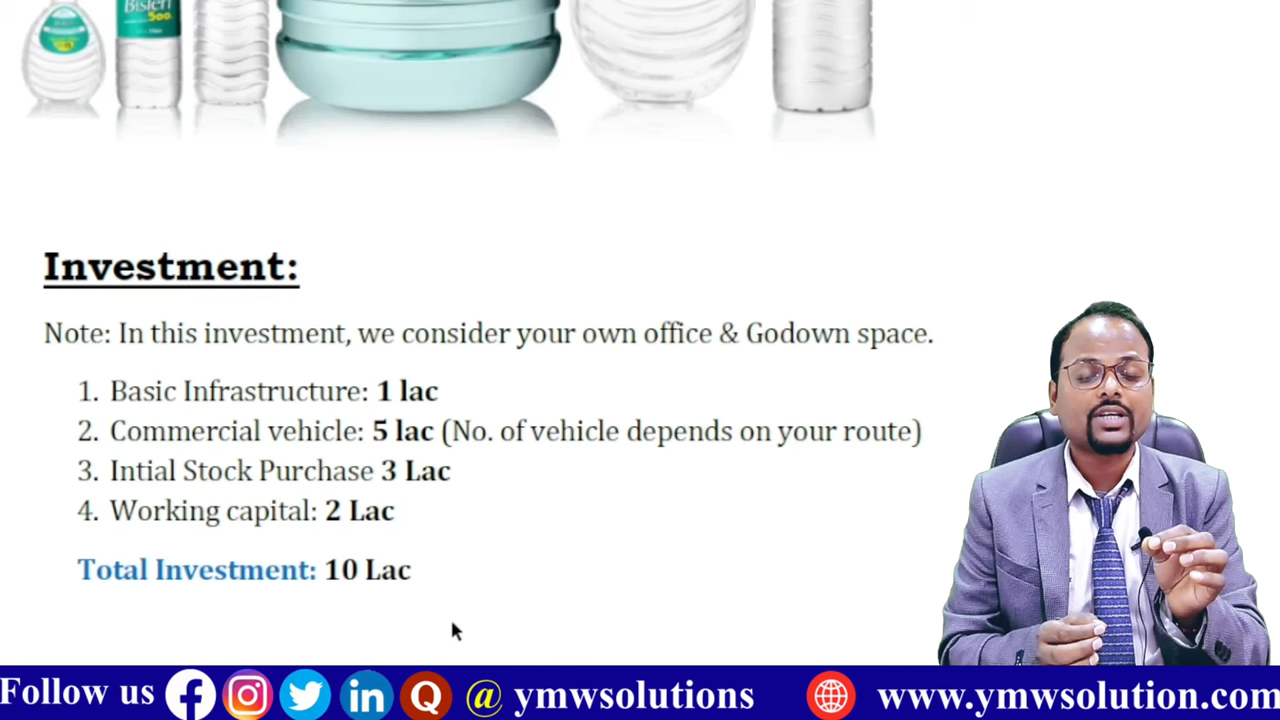 Bisleri
500
Investment:
Note: In this investment, we consider your own office & Godown space.
1. Basic Infrastructure: 1 lac
2. Commercial vehicle: 5 lac (No. of vehicle depends on your route)
3. Intial Stock Purchase 3 Lac
4. Working capital: 2 Lac
Total Investment: 10 Lac
Follow us @ ymwsolutions www.ymwsolution.com